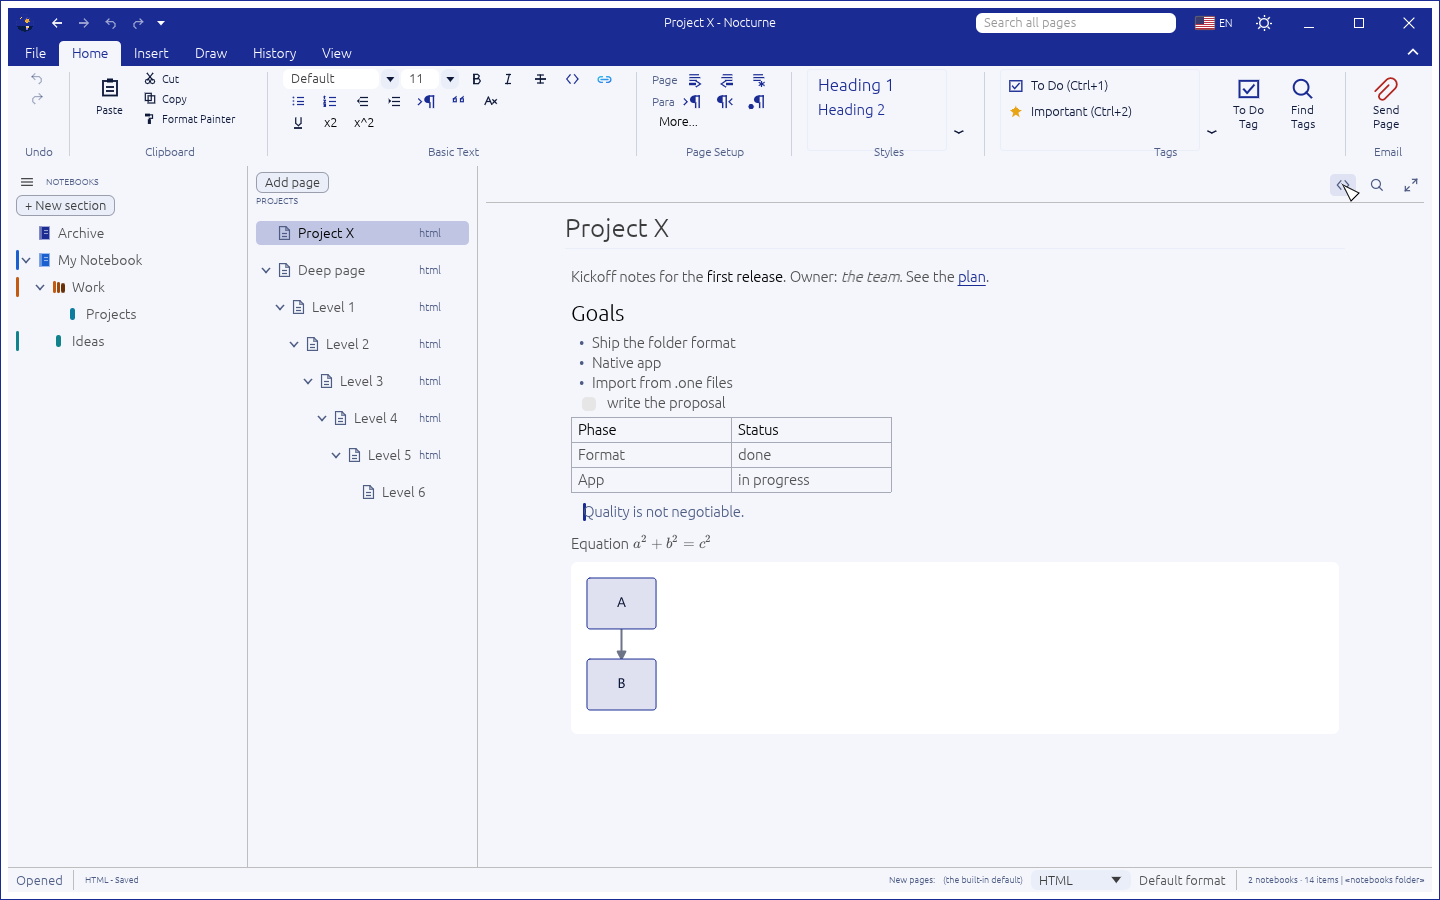 Project X - Nocturne
Search all pages
EN
File
Home
Insert
Draw
History
View
Paste
Cut
Copy
Format Painter
Undo
Clipboard
Default
11
B
I
U
x2
x^2
Basic Text
Page
Para
More...
Page Setup
Heading 1
Heading 2
Styles
To Do (Ctrl+1)
Important (Ctrl+2)
To Do
Tag
Find
Tags
Tags
Send
Page
Email
NOTEBOOKS
+ New section
Archive
My Notebook
Work
Projects
Ideas
Add page
PROJECTS
Project X html
Deep page html
Level 1 html
Level 2 html
Level 3 html
Level 4 html
Level 5 html
Level 6
Project X
Kickoff notes for the first release. Owner: the team. See the plan.
Goals
• Ship the folder format
• Native app
• Import from .one files
write the proposal
Phase Status
Format done
App in progress
Quality is not negotiable.
Equation a² + b² = c²
A
B
Opened
HTML - Saved
New pages: (the built-in default)
HTML
Default format
2 notebooks · 14 items | «notebooks folder»